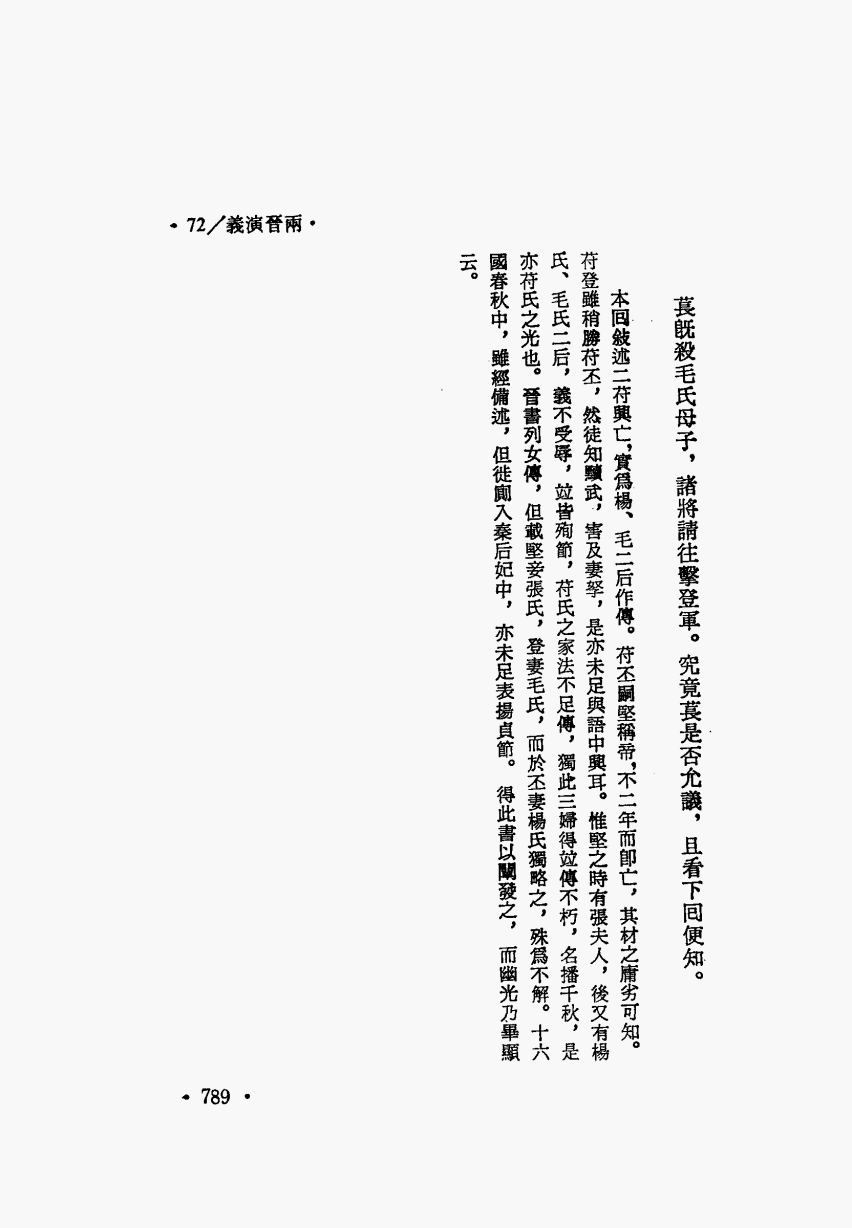 •72／義演晉兩•
萇旣殺毛氏母子，諸將請往擊登軍。究竟萇是否允議，且看下囘便知。
本囘敍述二苻興亡，實爲楊、毛二后作傳。苻丕嗣堅稱帝，不二年而卽亡，其材之庸劣可知。
苻登雖稍勝苻丕，然徒知黷武，害及妻孥，是亦未足與語中興耳。惟堅之時有張夫人，後又有楊
氏、毛氏二后，義不受辱，竝皆殉節，苻氏之家法不足傳，獨此三婦得竝傳不朽，名播千秋，是
亦苻氏之光也。晉書列女傳，但載堅妾張氏，登妻毛氏，而於丕妻楊氏獨略之，殊爲不解。十六
國春秋中，雖經備述，但徙廁入秦后妃中，亦未足表揚貞節。得此書以闡發之，而幽光乃畢顯
云。
•789•